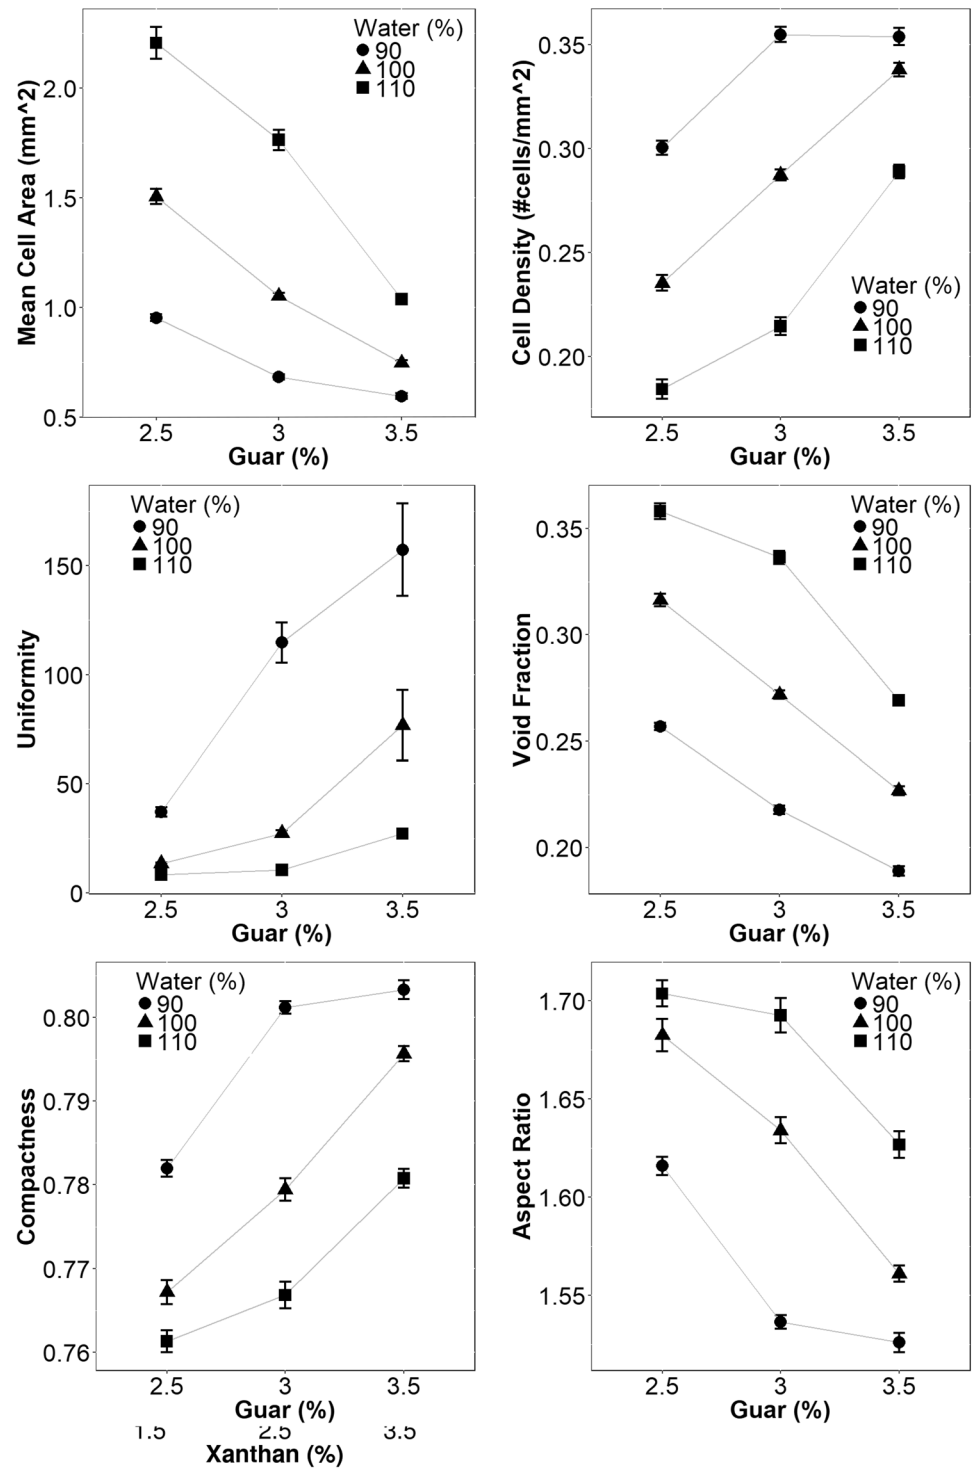 Water (%)
90
100
110
Mean Cell Area (mm^2)
2.0
1.5
1.0
0.5
2.5 3 3.5
Guar (%)
Cell Density (#cells/mm^2)
0.35
0.30
0.25
0.20
Water (%)
90
100
110
2.5 3 3.5
Guar (%)
Water (%)
90
100
110
Uniformity
150
100
50
0
2.5 3 3.5
Guar (%)
Water (%)
90
100
110
Void Fraction
0.35
0.30
0.25
0.20
2.5 3 3.5
Guar (%)
Water (%)
90
100
110
Compactness
0.80
0.79
0.78
0.77
0.76
2.5 3 3.5
Guar (%)
1.5 2.5 3.5
Xanthan (%)
Water (%)
90
100
110
Aspect Ratio
1.70
1.65
1.60
1.55
2.5 3 3.5
Guar (%)